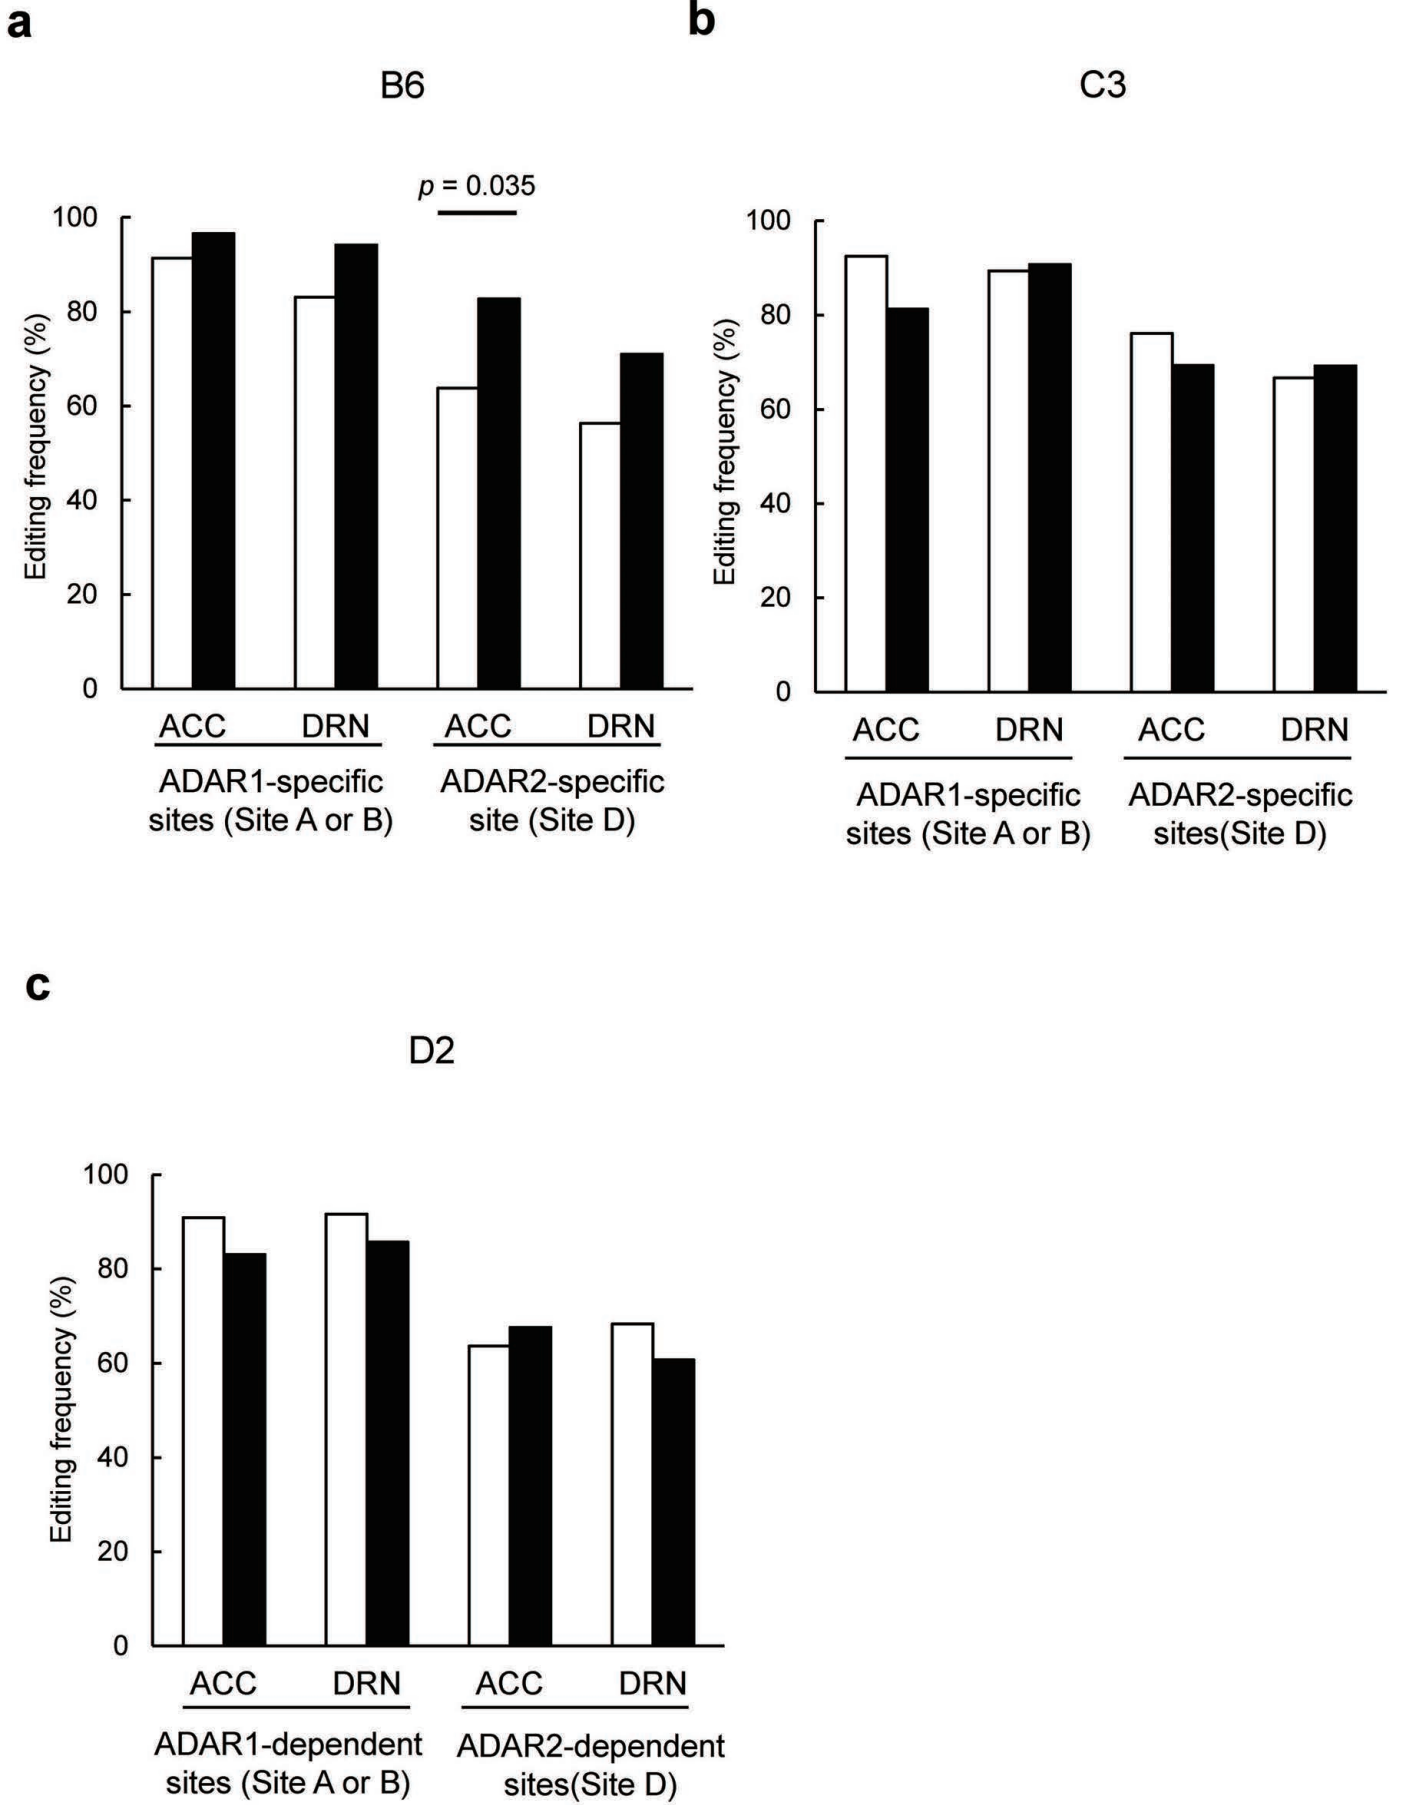 a
B6
p = 0.035
Editing frequency (%)
100
80
60
40
20
0
ACC DRN ACC DRN
ADAR1-specific
sites (Site A or B)
ADAR2-specific
site (Site D)
b
C3
Editing frequency (%)
100
80
60
40
20
0
ACC DRN ACC DRN
ADAR1-specific
sites (Site A or B)
ADAR2-specific
sites(Site D)
c
D2
Editing frequency (%)
100
80
60
40
20
0
ACC DRN ACC DRN
ADAR1-dependent
sites (Site A or B)
ADAR2-dependent
sites(Site D)